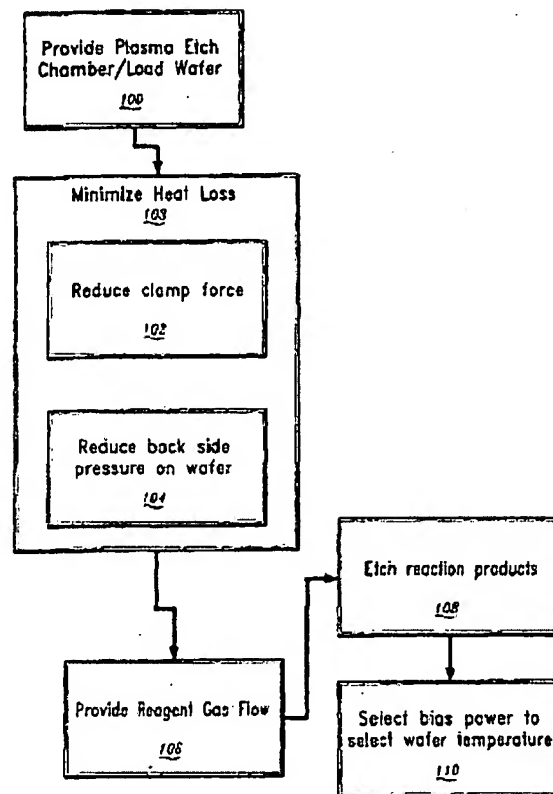 Provide Plasma Etch
Chamber/Load Wafer
100
Minimize Heat Loss
103
Reduce clamp force
102
Reduce back side
pressure on wafer
104
Provide Reagent Gas Flow
106
Etch reaction products
108
Select bias power to
select wafer temperature
110